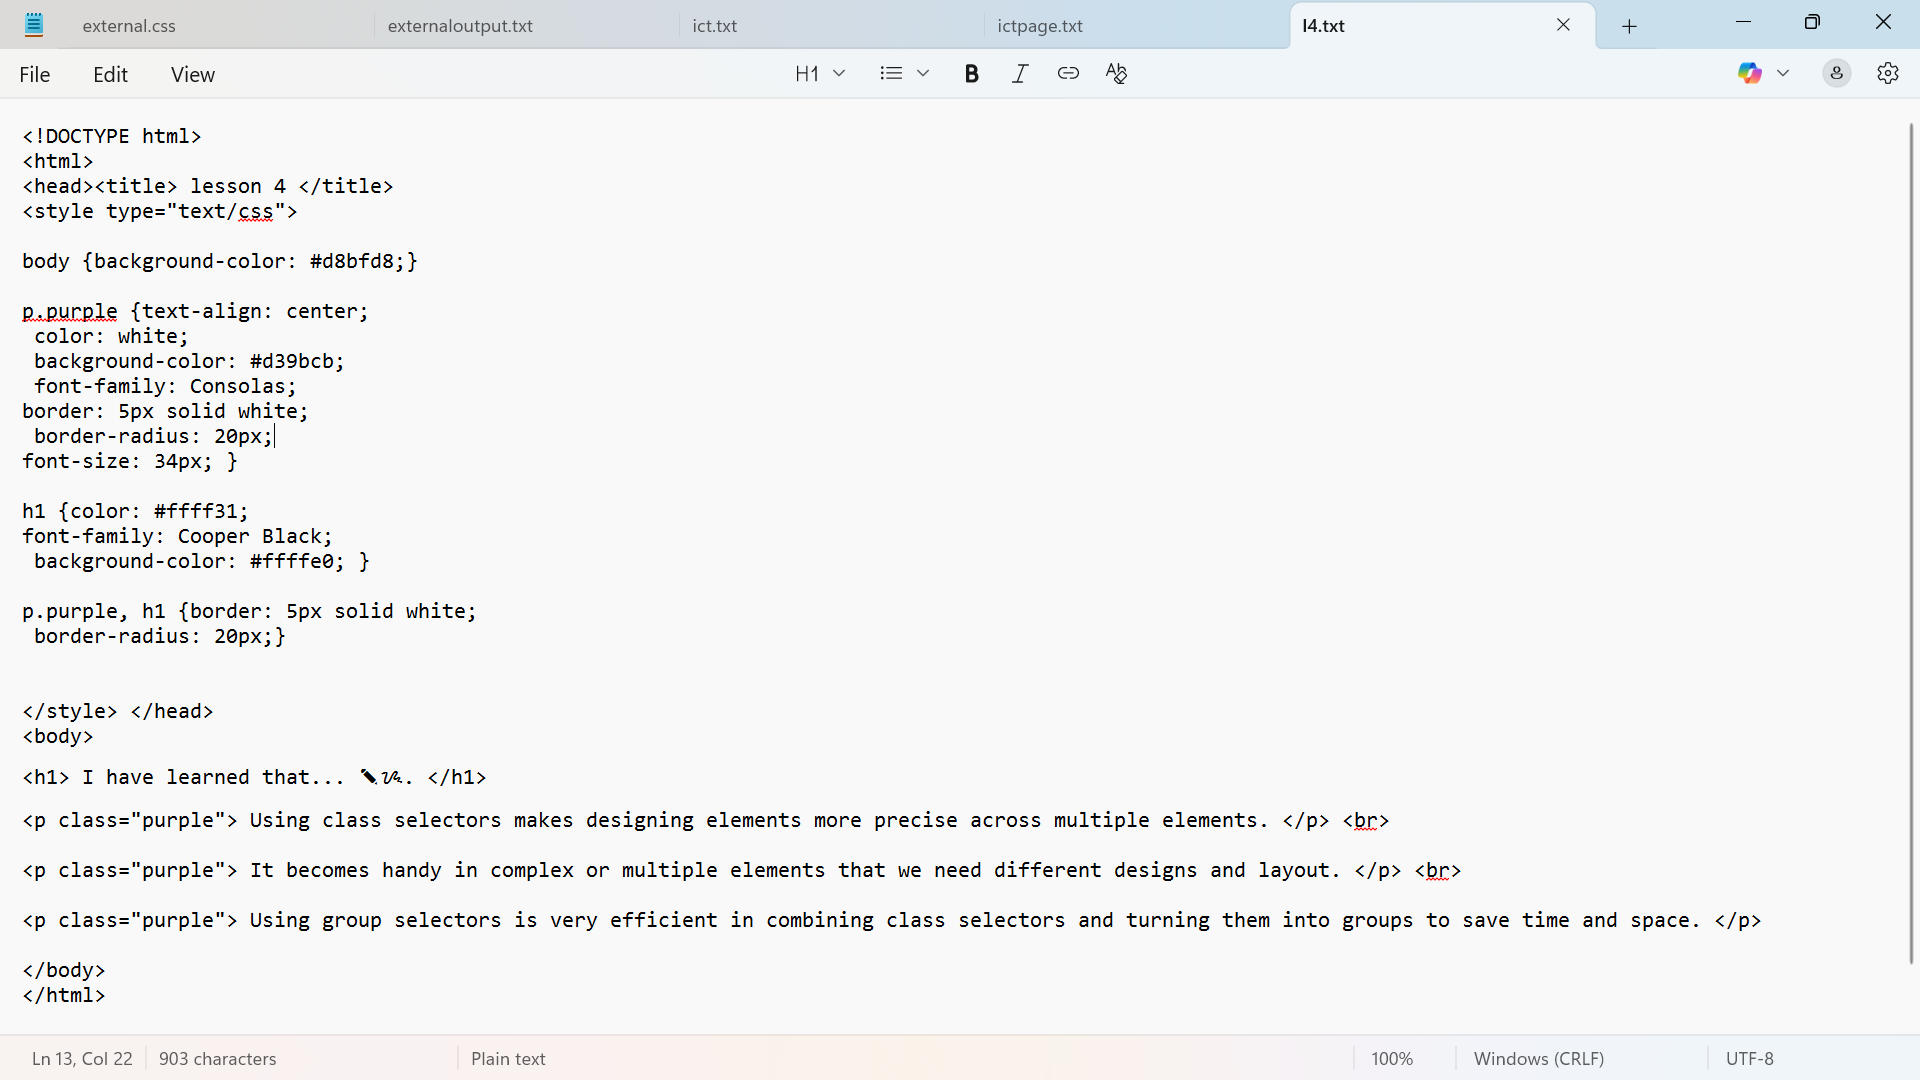 external.css externaloutput.txt ict.txt ictpage.txt l4.txt
File Edit View H1 B I
<!DOCTYPE html>
<html>
<head><title> lesson 4 </title>
<style type="text/css">
body {background-color: #d8bfd8;}
p.purple {text-align: center;
color: white;
background-color: #d39bcb;
font-family: Consolas;
border: 5px solid white;
border-radius: 20px;
font-size: 34px; }
h1 {color: #ffff31;
font-family: Cooper Black;
background-color: #ffffe0; }
p.purple, h1 {border: 5px solid white;
border-radius: 20px;}
</style> </head>
<body>
<h1> I have learned that... . </h1>
<p class="purple"> Using class selectors makes designing elements more precise across multiple elements. </p> <br>
<p class="purple"> It becomes handy in complex or multiple elements that we need different designs and layout. </p> <br>
<p class="purple"> Using group selectors is very efficient in combining class selectors and turning them into groups to save time and space. </p>
</body>
</html>
Ln 13, Col 22 903 characters Plain text 100% Windows (CRLF) UTF-8